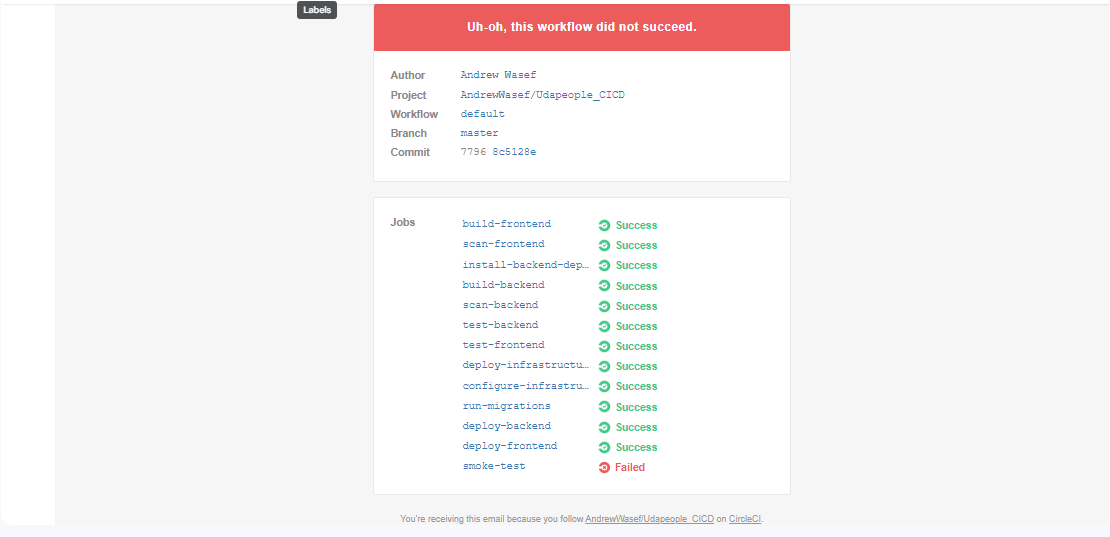 Labels
Uh-oh, this workflow did not succeed.
Author Andrew Wasef
Project AndrewWasef/Udapeople_CICD
Workflow default
Branch master
Commit 7796 8c5128e
Jobs build-frontend Success
scan-frontend Success
install-backend-dep… Success
build-backend Success
scan-backend Success
test-backend Success
test-frontend Success
deploy-infrastructu… Success
configure-infrastru… Success
run-migrations Success
deploy-backend Success
deploy-frontend Success
smoke-test Failed
You're receiving this email because you follow AndrewWasef/Udapeople_CICD on CircleCI.